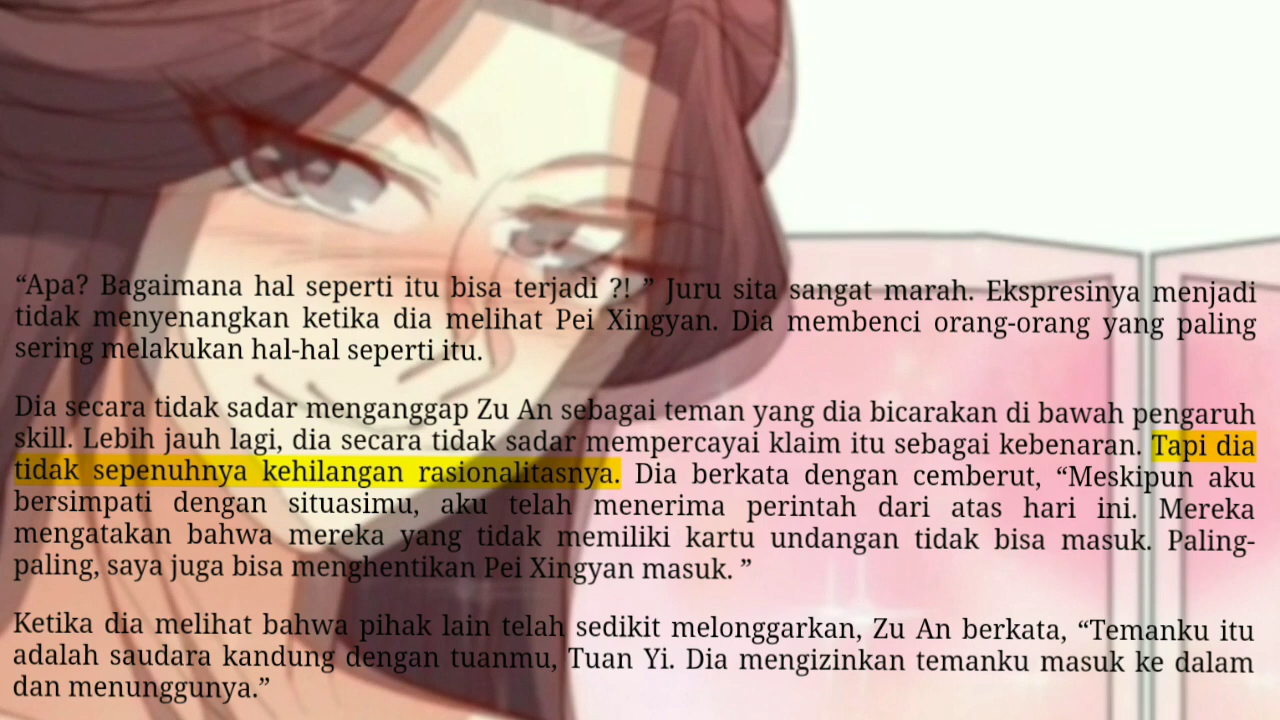 “Apa? Bagaimana hal seperti itu bisa terjadi ?! ” Juru sita sangat marah. Ekspresinya menjadi
tidak menyenangkan ketika dia melihat Pei Xingyan. Dia membenci orang-orang yang paling
sering melakukan hal-hal seperti itu.
Dia secara tidak sadar menganggap Zu An sebagai teman yang dia bicarakan di bawah pengaruh
skill. Lebih jauh lagi, dia secara tidak sadar mempercayai klaim itu sebagai kebenaran. Tapi dia
tidak sepenuhnya kehilangan rasionalitasnya. Dia berkata dengan cemberut, “Meskipun aku
bersimpati dengan situasimu, aku telah menerima perintah dari atas hari ini. Mereka
mengatakan bahwa mereka yang tidak memiliki kartu undangan tidak bisa masuk. Paling-
paling, saya juga bisa menghentikan Pei Xingyan masuk. ”
Ketika dia melihat bahwa pihak lain telah sedikit melonggarkan, Zu An berkata, “Temanku itu
adalah saudara kandung dengan tuanmu, Tuan Yi. Dia mengizinkan temanku masuk ke dalam
dan menunggunya.”